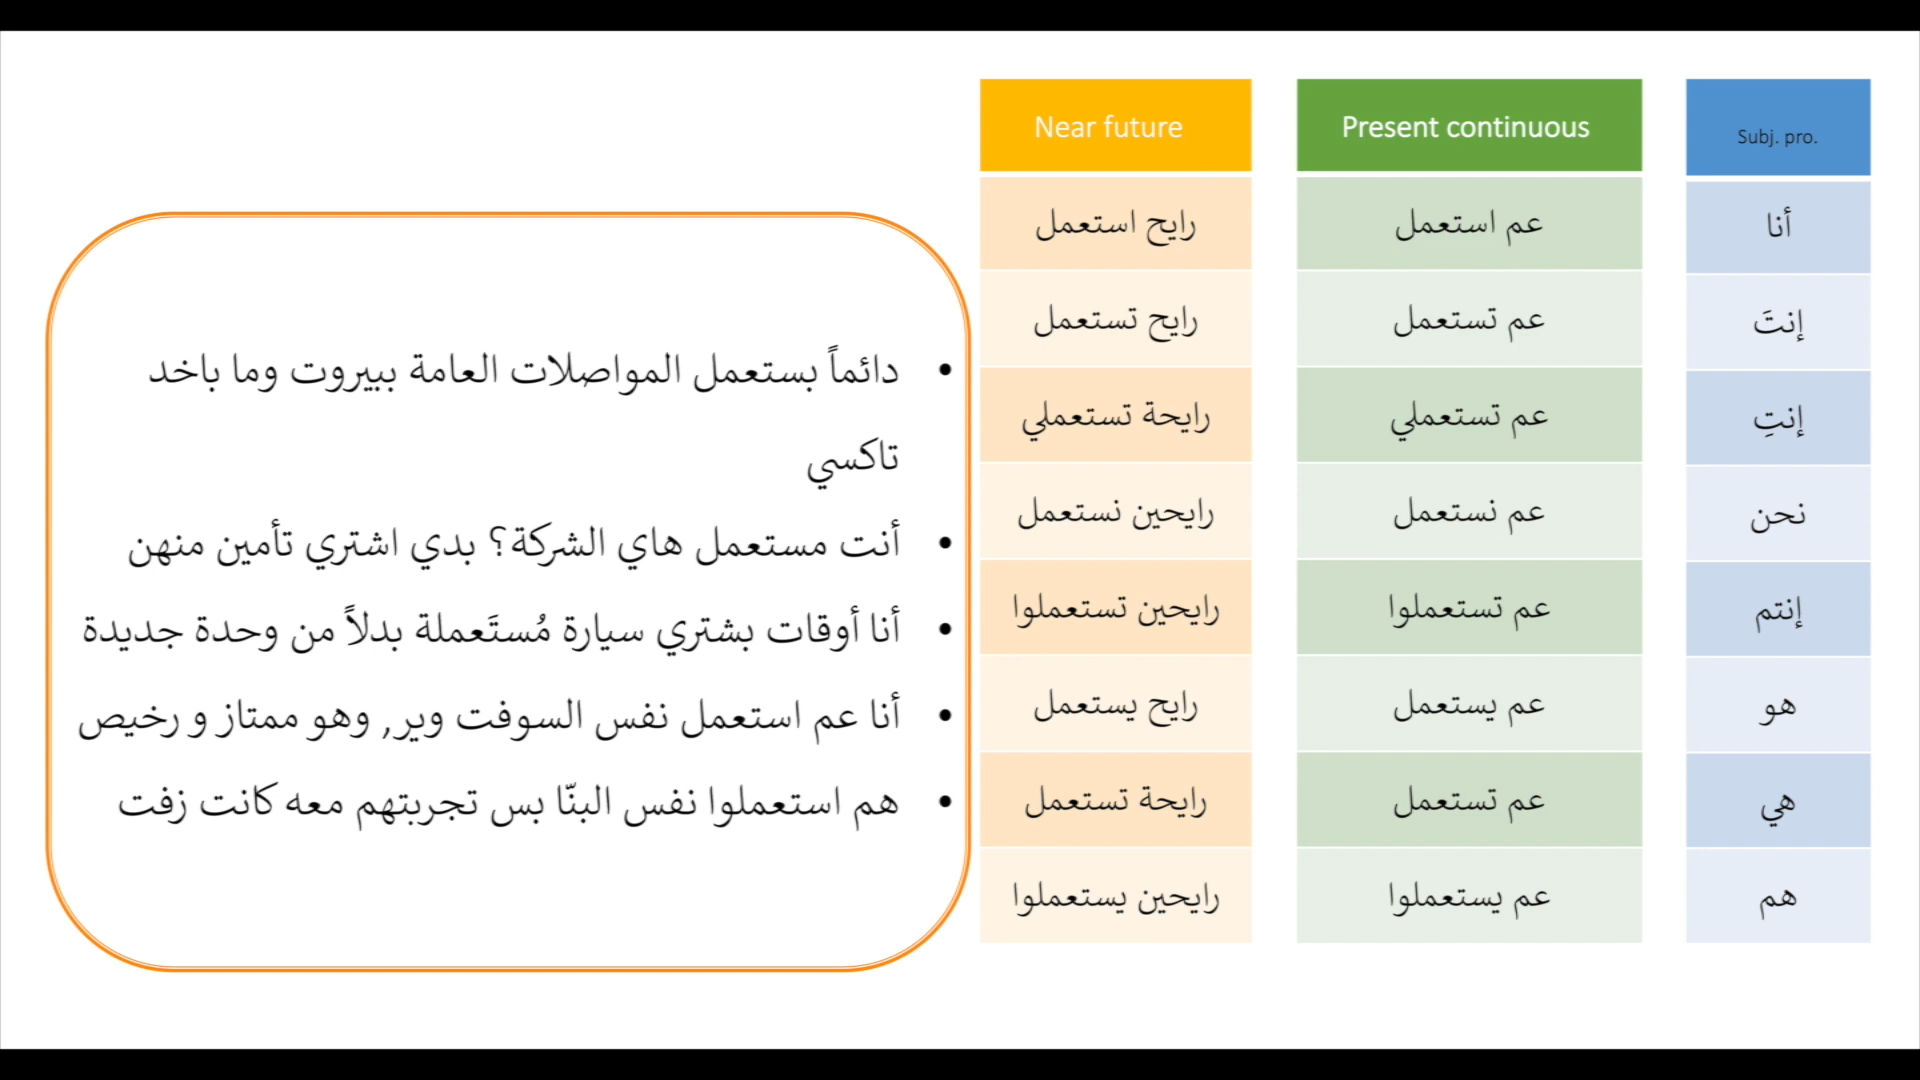 Subj. pro. Present continuous Near future
أنا عم استعمل رايح استعمل
إنتَ عم تستعمل رايح تستعمل
إنتِ عم تستعملي رايحة تستعملي
نحن عم نستعمل رايحين نستعمل
إنتم عم تستعملوا رايحين تستعملوا
هو عم يستعمل رايح يستعمل
هي عم تستعمل رايحة تستعمل
هم عم يستعملوا رايحين يستعملوا
• دائماً بستعمل المواصلات العامة ببيروت وما باخد
تاكسي
• أنت مستعمل هاي الشركة؟ بدي اشتري تأمين منهن
• أنا أوقات بشتري سيارة مُستَعملة بدلاً من وحدة جديدة
• أنا عم استعمل نفس السوفت وير, وهو ممتاز و رخيص
• هم استعملوا نفس البنّا بس تجربتهم معه كانت زفت